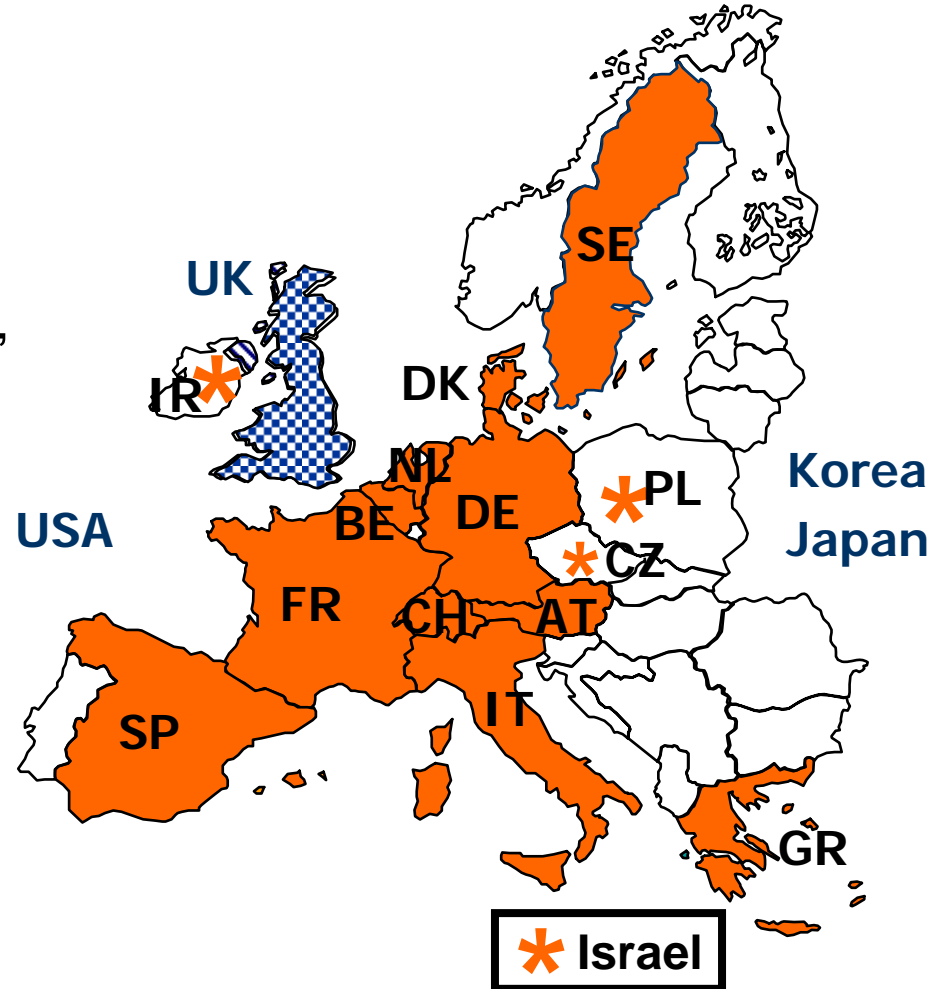 SE
UK
,
DK
IR
NL
PL
Korea
BE
DE
USA
Japan
CZ
FR
CH
AT
IT
SP
GR
* Israel